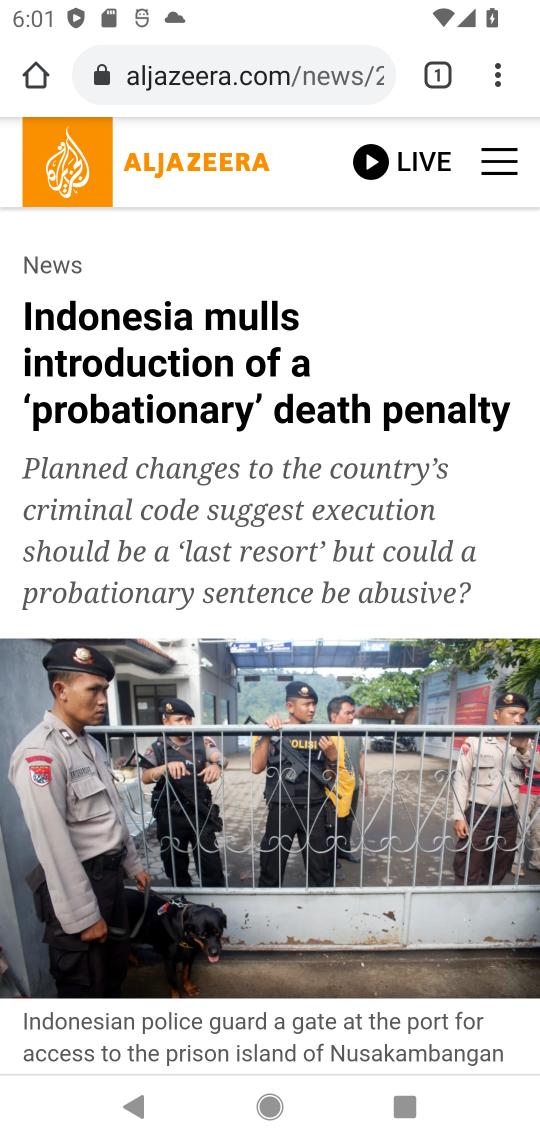 6:01
aljazeera.com/news/2
1
ALJAZEERA
LIVE
News
Indonesia mulls
introduction of a
‘probationary’ death penalty
Planned changes to the country’s
criminal code suggest execution
should be a ‘last resort’ but could a
probationary sentence be abusive?
POLISI
Indonesian police guard a gate at the port for
access to the prison island of Nusakambangan